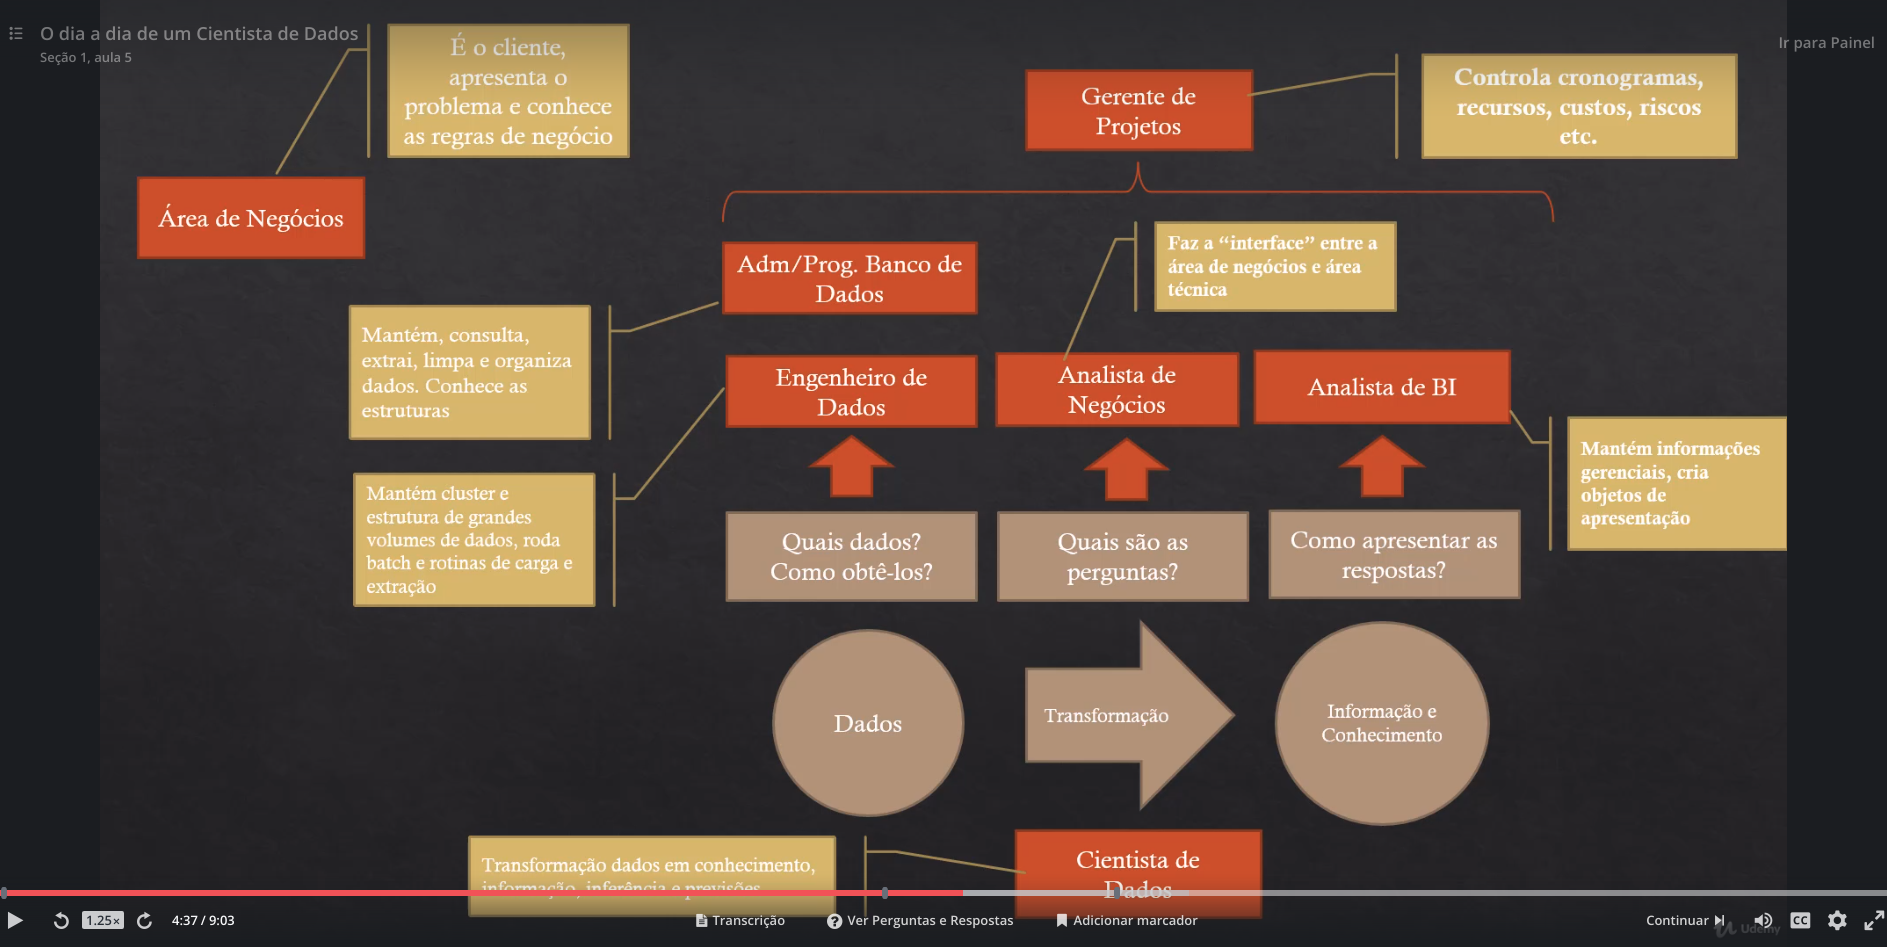 O dia a dia de um Cientista de Dados
Seção 1, aula 5
Ir para Painel
É o cliente,
apresenta o
problema e conhece
as regras de negócio
Gerente de
Projetos
Controla cronogramas,
recursos, custos, riscos
etc.
Área de Negócios
Adm/Prog. Banco de
Dados
Faz a “interface” entre a
área de negócios e área
técnica
Mantém, consulta,
extrai, limpa e organiza
dados. Conhece as
estruturas
Engenheiro de
Dados
Analista de
Negócios
Analista de BI
Mantém informações
gerenciais, cria
objetos de
apresentação
Mantém cluster e
estrutura de grandes
volumes de dados, roda
batch e rotinas de carga e
extração
Quais dados?
Como obtê-los?
Quais são as
perguntas?
Como apresentar as
respostas?
Dados
Transformação
Informação e
Conhecimento
Transformação dados em conhecimento,
informação, inferência e previsões
Cientista de
Dados
1.25×
4:37 / 9:03
Transcrição
Ver Perguntas e Respostas
Adicionar marcador
Continuar
CC
Udemy